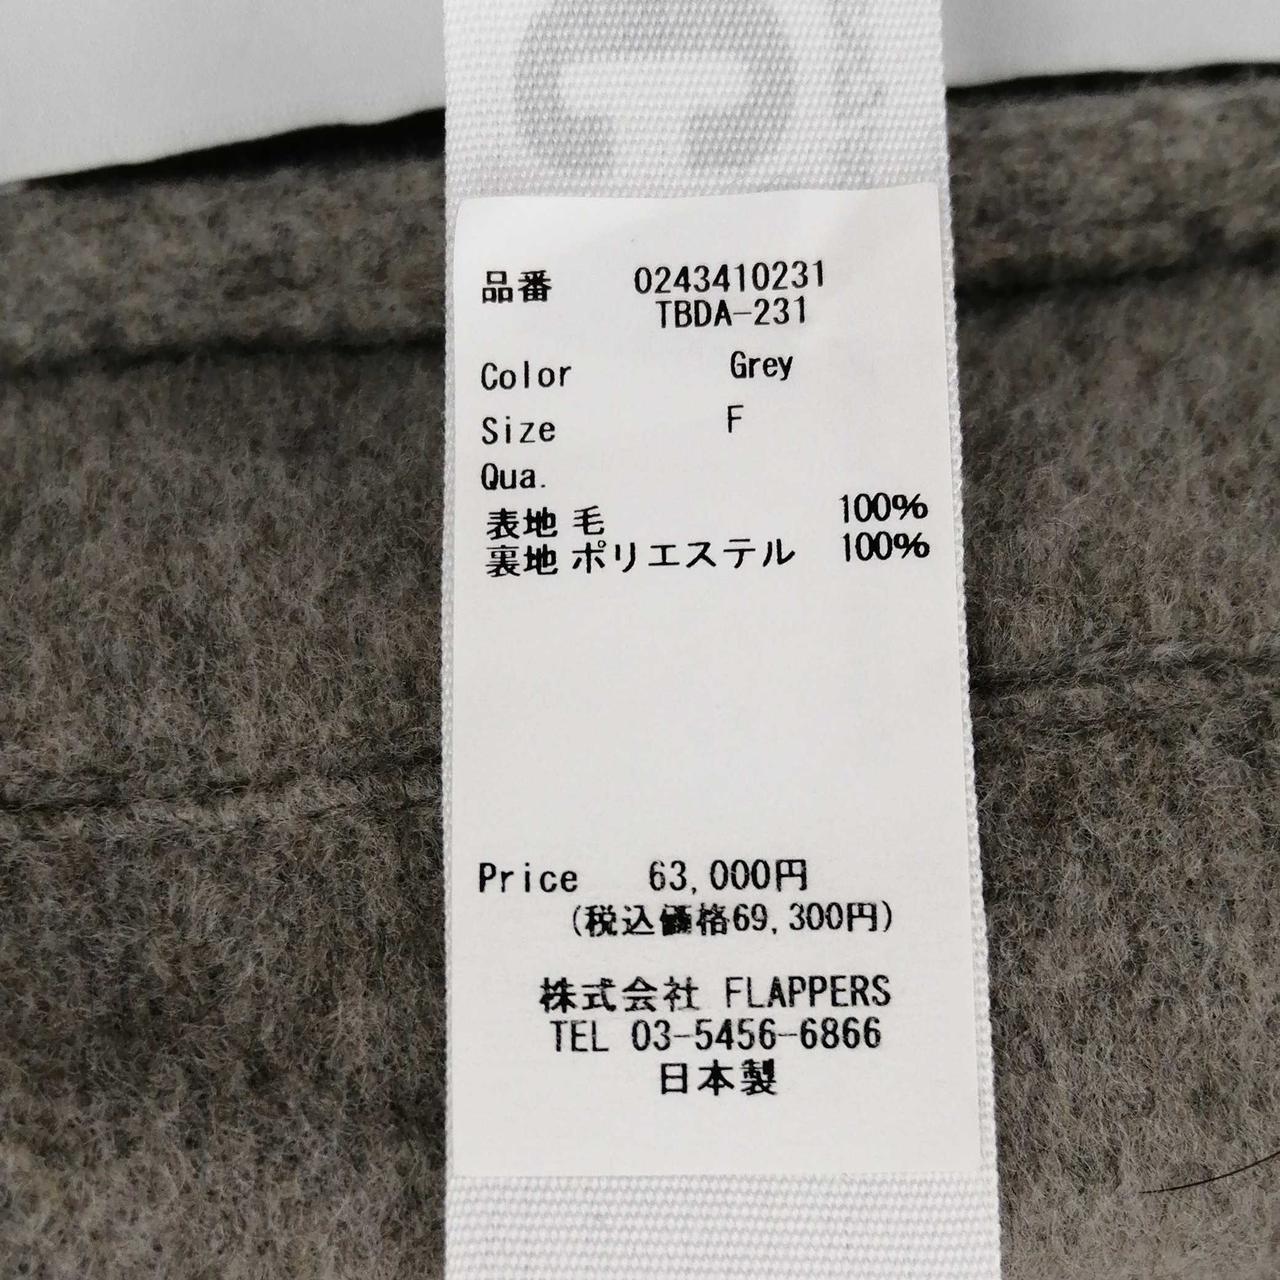 品番 0243410231
TBDA-231
Color Grey
Size F
Qua.
表地 毛 100%
裏地 ポリエステル 100%
Price 63,000円
(税込価格69,300円)
株式会社 FLAPPERS
TEL 03-5456-6866
日本製